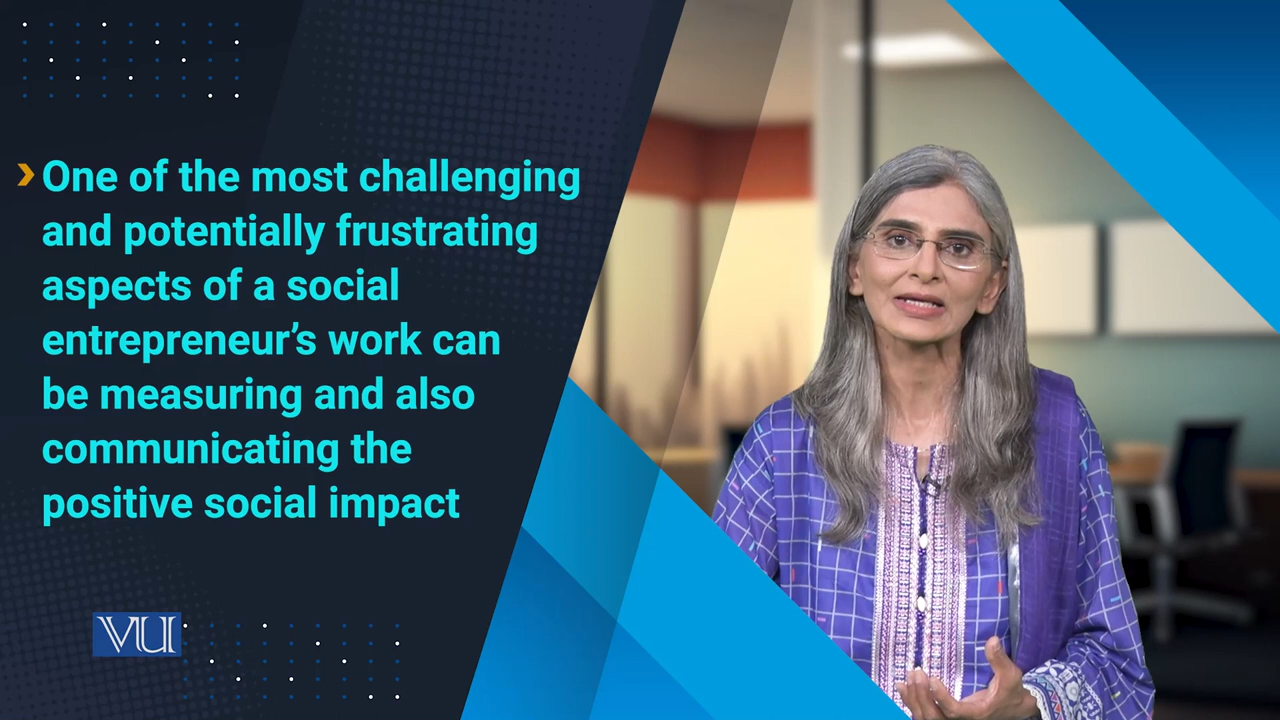 One of the most challenging
and potentially frustrating
aspects of a social
entrepreneur’s work can
be measuring and also
communicating the
positive social impact
VU